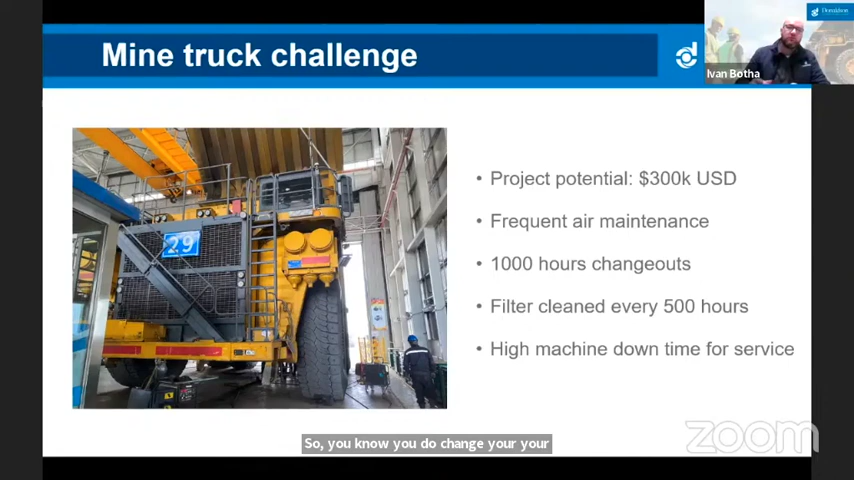 Mine truck challenge
Donaldson
Ivan Botha
29
• Project potential: $300k USD
• Frequent air maintenance
• 1000 hours changeouts
• Filter cleaned every 500 hours
• High machine down time for service
So, you know you do change your your
zoom